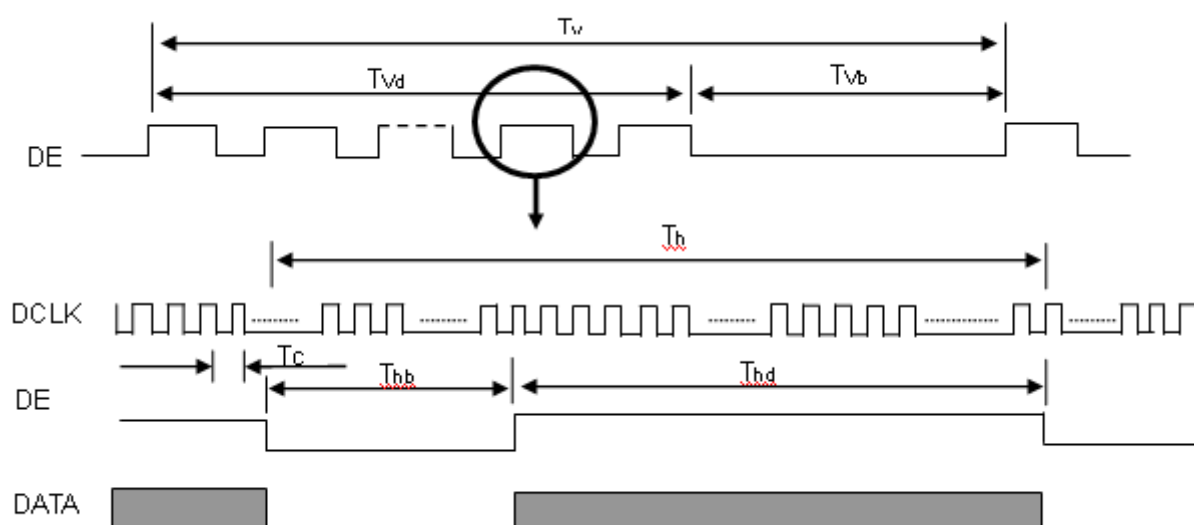 Tv
Tvd
Tvb
DE
Th
DCLK
Tc
Thb
Thd
DE
DATA